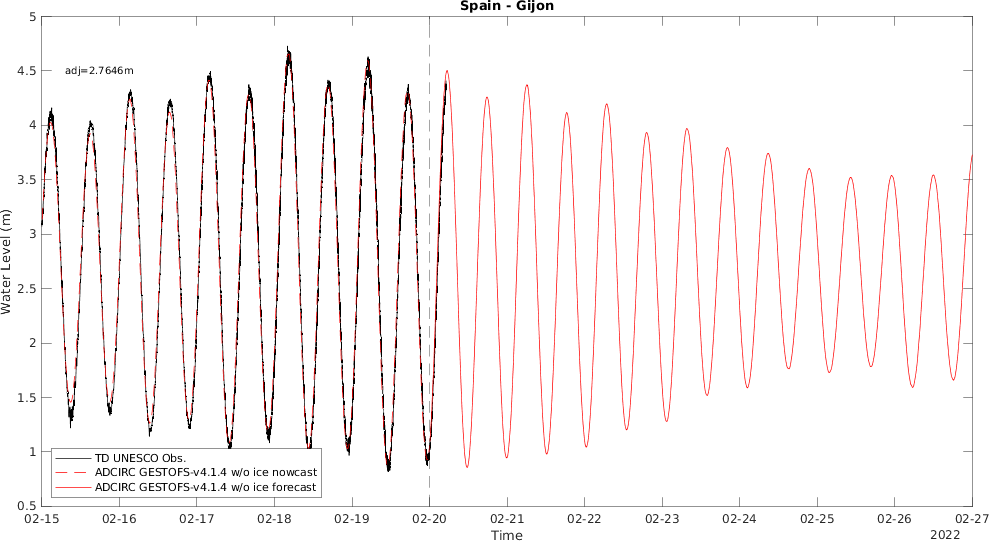 Spain - Gijon
5
4.5
4
3.5
3
2.5
2
1.5
1
0.5
Water Level (m)
adj=2.7646m
TD UNESCO Obs.
ADCIRC GESTOFS-v4.1.4 w/o ice nowcast
ADCIRC GESTOFS-v4.1.4 w/o ice forecast
02-15 02-16 02-17 02-18 02-19 02-20 02-21 02-22 02-23 02-24 02-25 02-26 02-27
Time
2022